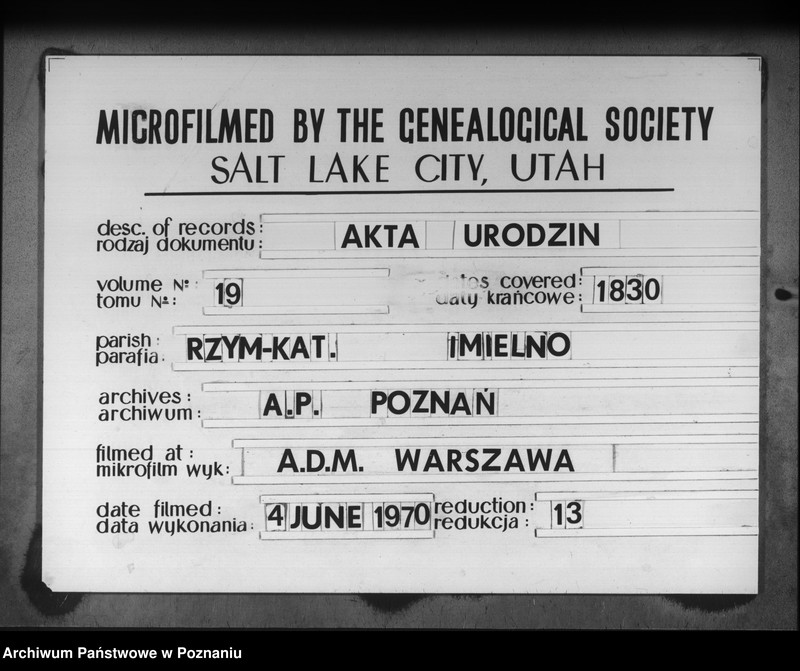 MICROFILMED BY THE GENEALOGICAL SOCIETY
SALT LAKE CITY, UTAH
desc. of records: AKTA URODZIN
rodzaj dokumentu:
volume Nº: 19 covered: 1830
tomu Nº: daty krańcowe:
parish: RZYM-KAT. IMIELNO
parafia:
archives: A.P. POZNAŃ
archiwum:
filmed at: A.D.M. WARSZAWA
mikrofilm wyk:
date filmed: 4 JUNE 1970 reduction: 13
data wykonania: redukcja:
Archiwum Państwowe w Poznaniu